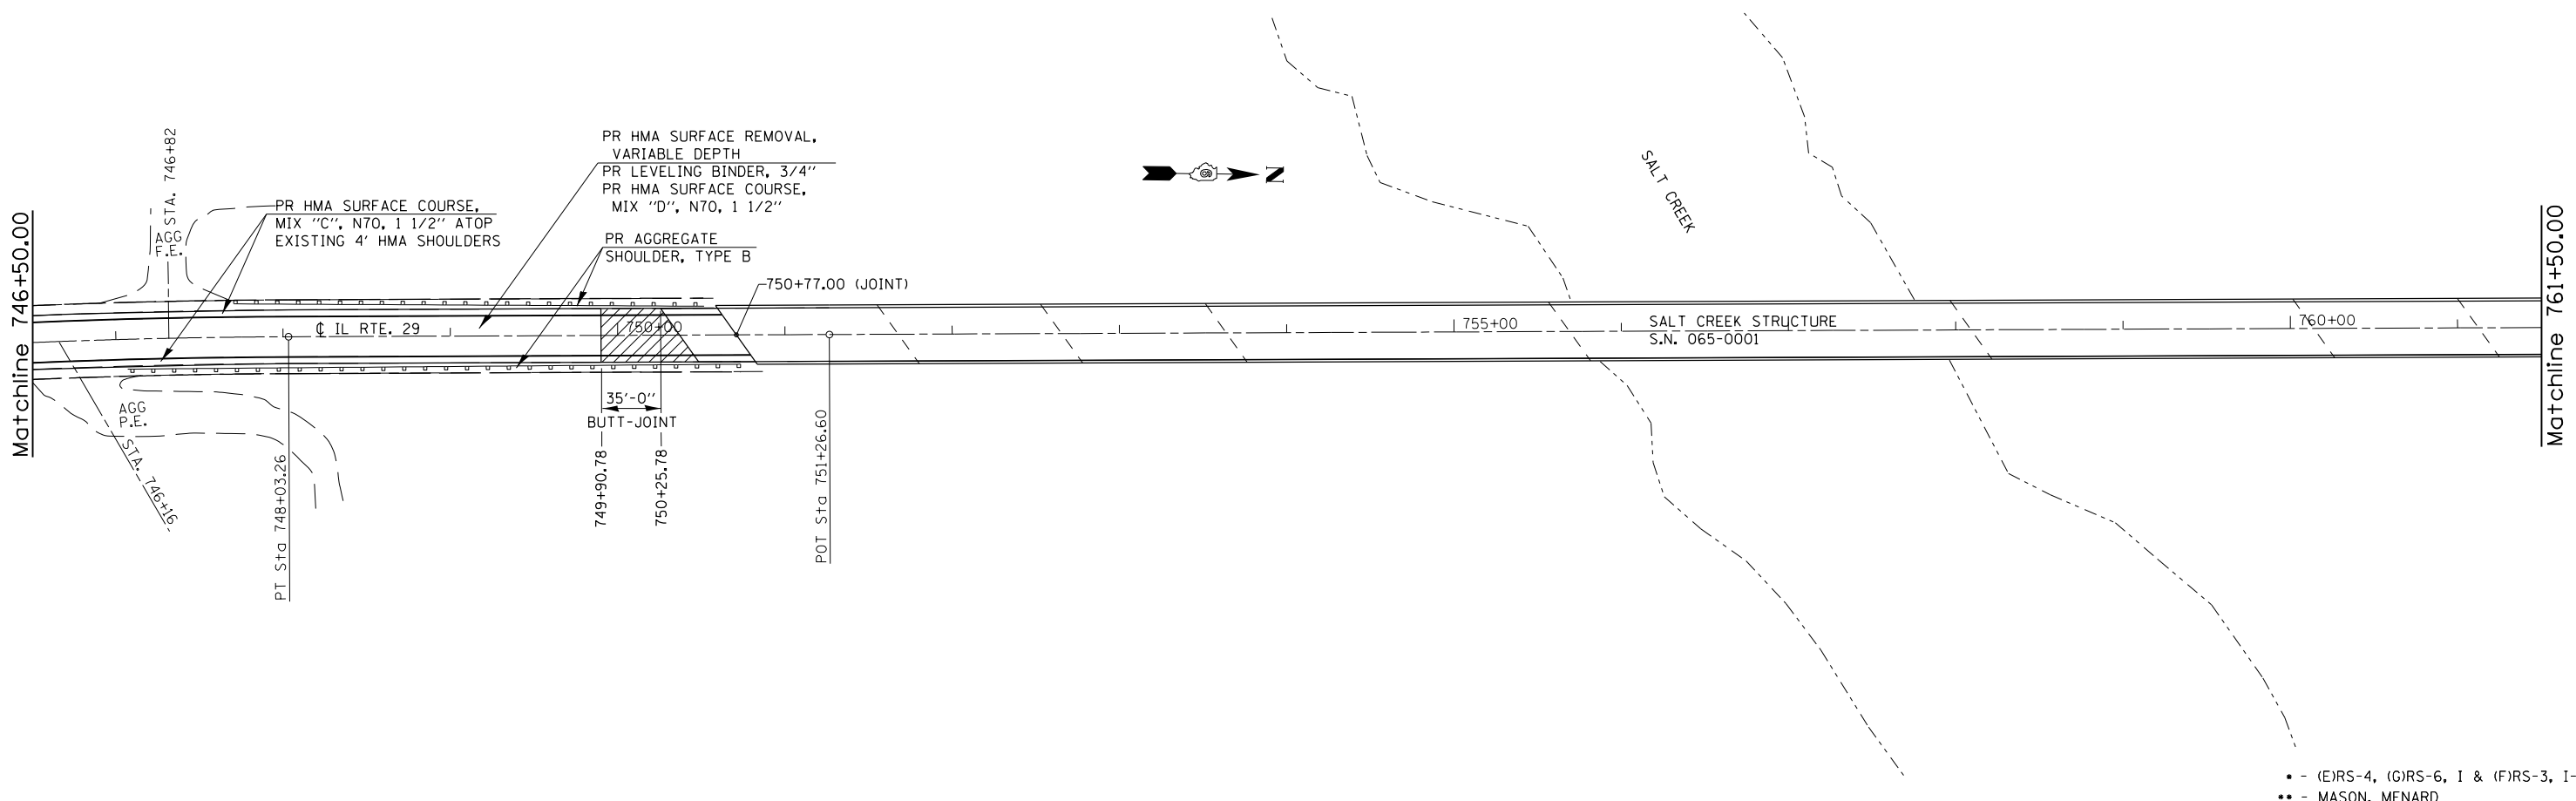 Matchline 746+50.00
STA. 746+82
AGG
F.E.
PR HMA SURFACE COURSE,
MIX "C", N70, 1 1/2" ATOP
EXISTING 4' HMA SHOULDERS
PR HMA SURFACE REMOVAL,
VARIABLE DEPTH
PR LEVELING BINDER, 3/4"
PR HMA SURFACE COURSE,
MIX "D", N70, 1 1/2"
PR AGGREGATE
SHOULDER, TYPE B
750+77.00 (JOINT)
N
SALT CREEK
℄ IL RTE. 29
750+00
755+00
SALT CREEK STRUCTURE
S.N. 065-0001
760+00
Matchline 761+50.00
AGG
P.E.
STA. 746+16
PT Sta 748+03.26
35'-0"
BUTT-JOINT
749+90.78
750+25.78
POT Sta 751+26.60
• - (E)RS-4, (G)RS-6, I & (F)RS-3, I-
•• - MASON, MENARD